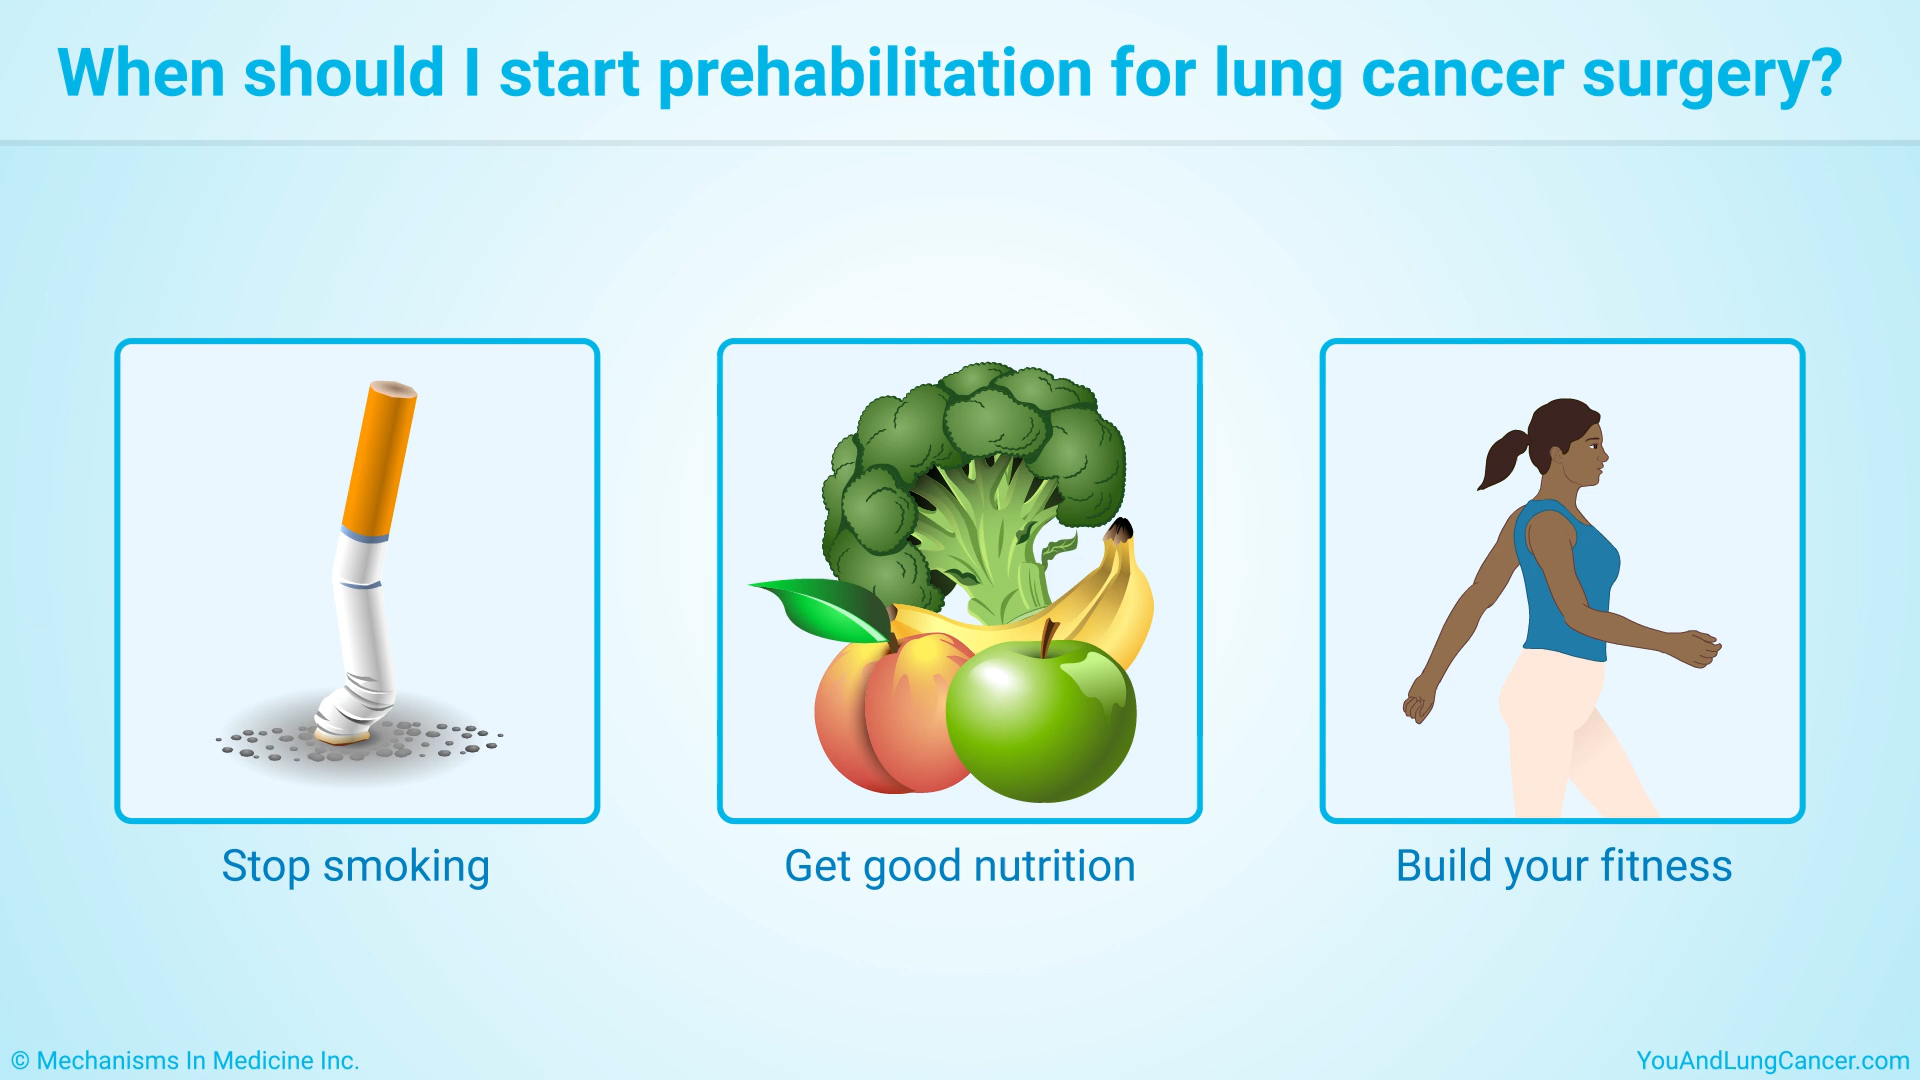 When should I start prehabilitation for lung cancer surgery?
Stop smoking
Get good nutrition
Build your fitness
© Mechanisms In Medicine Inc.
YouAndLungCancer.com